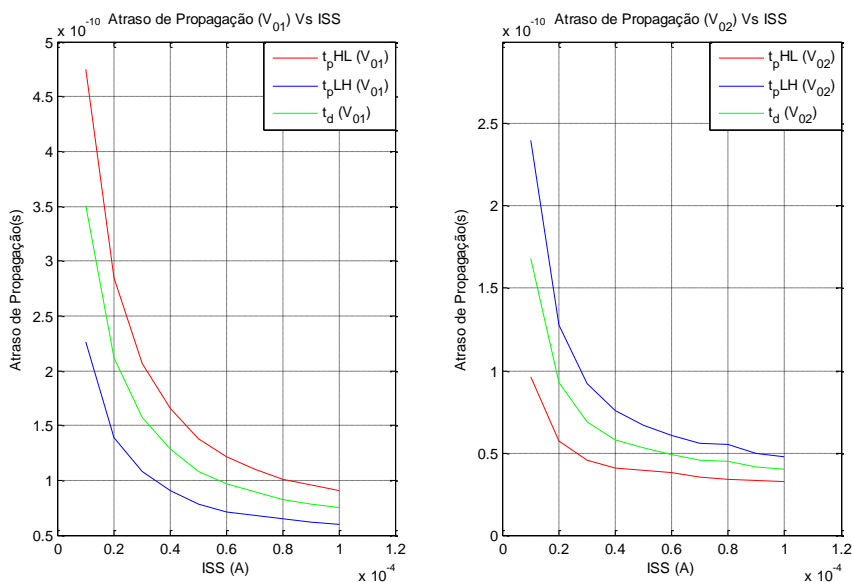 x 10-10
Atraso de Propagação (V01) Vs ISS
5
4.5
4
3.5
3
2.5
2
1.5
1
0.5
0
0.2
0.4
0.6
0.8
1
1.2
x 10-4
ISS (A)
Atraso de Propagação(s)
tpHL (V01)
tpLH (V01)
td (V01)
x 10-10
Atraso de Propagação (V02) Vs ISS
2.5
2
1.5
1
0.5
0
0
0.2
0.4
0.6
0.8
1
1.2
x 10-4
ISS (A)
Atraso de Propagação(s)
tpHL (V02)
tpLH (V02)
td (V02)